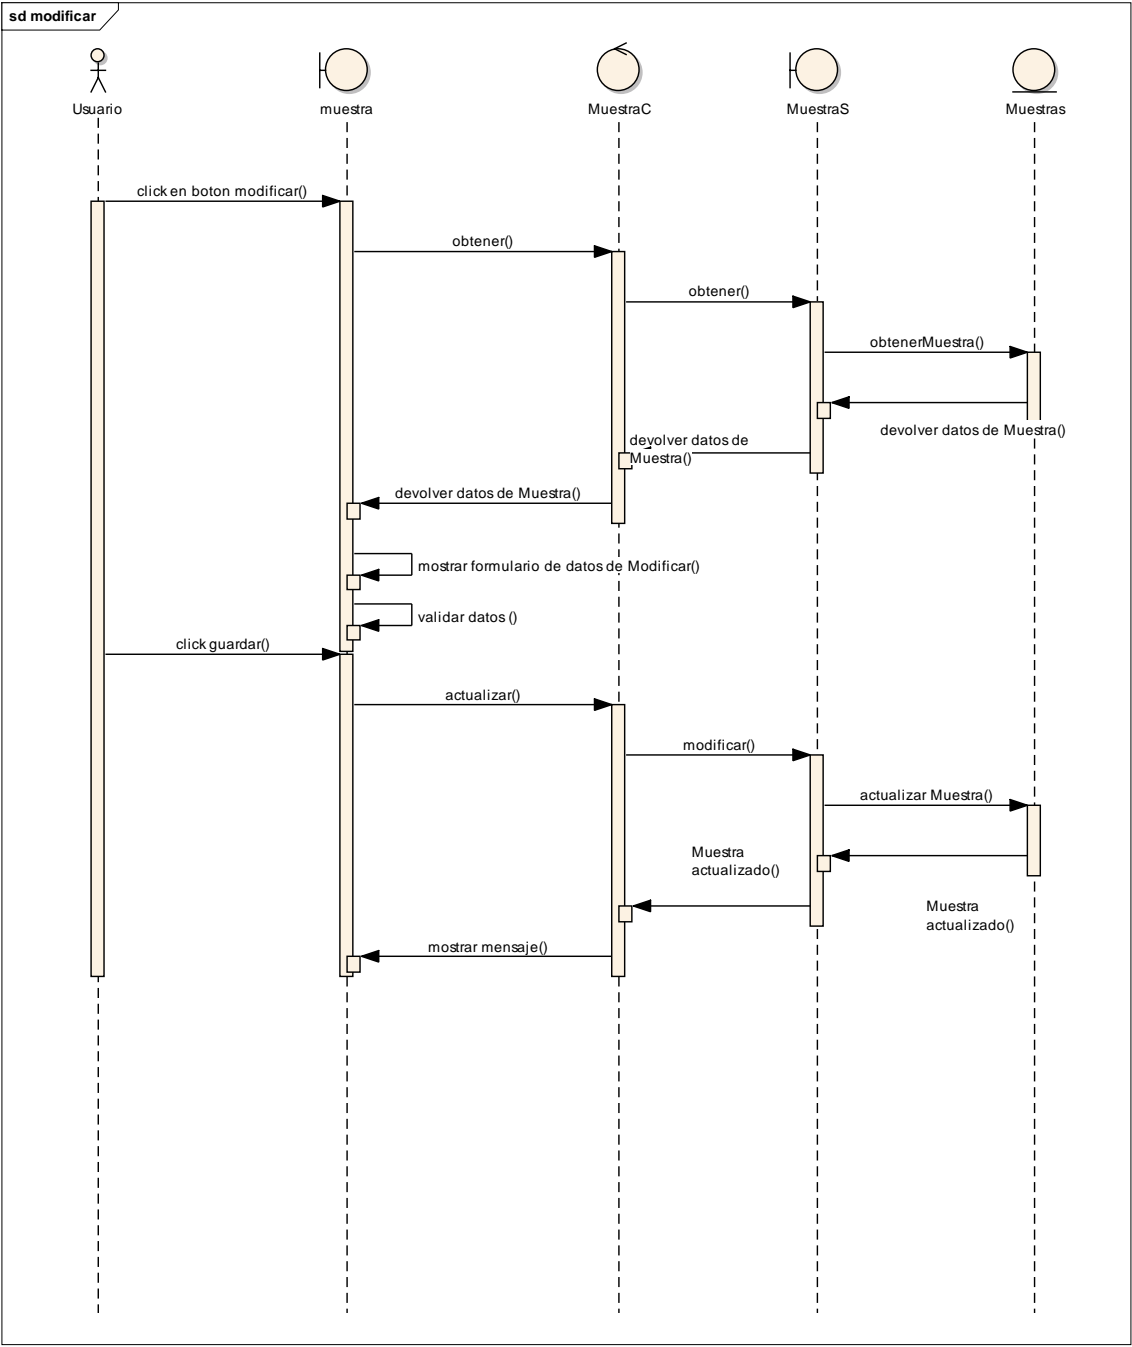 sd modificar
Usuario
muestra
MuestraC
MuestraS
Muestras
click en boton modificar()
obtener()
obtener()
obtenerMuestra()
devolver datos de Muestra()
devolver datos de
Muestra()
devolver datos de Muestra()
mostrar formulario de datos de Modificar()
validar datos ()
click guardar()
actualizar()
modificar()
actualizar Muestra()
Muestra
actualizado()
Muestra
actualizado()
mostrar mensaje()